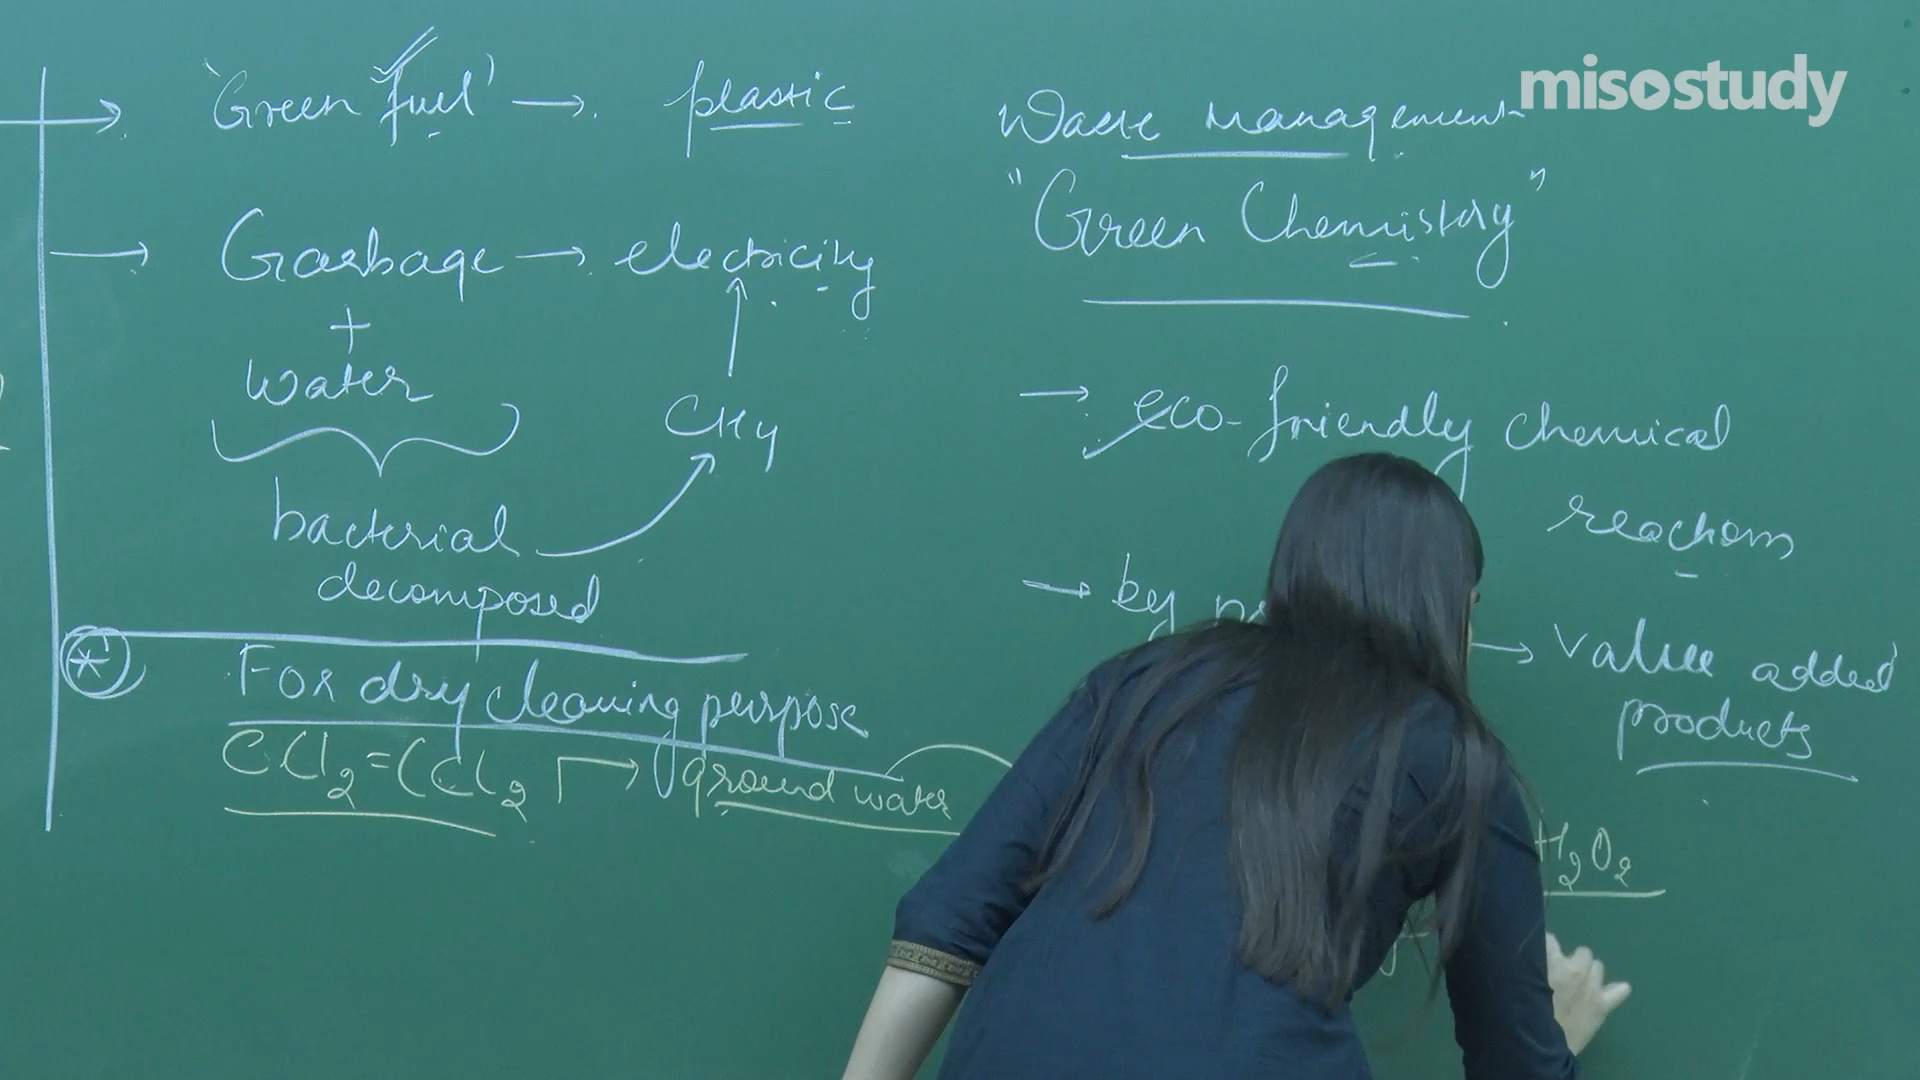 'Green fuel' → plastic
→ Garbage → electricity
+
water
CH4
bacterial
decomposed
* For dry cleaning purpose
CCl2=CCl2 → ground water
misostudy
Waste management
"Green Chemistry"
→ eco-friendly chemical
reactions
→ by
→ value added
products
H2O2